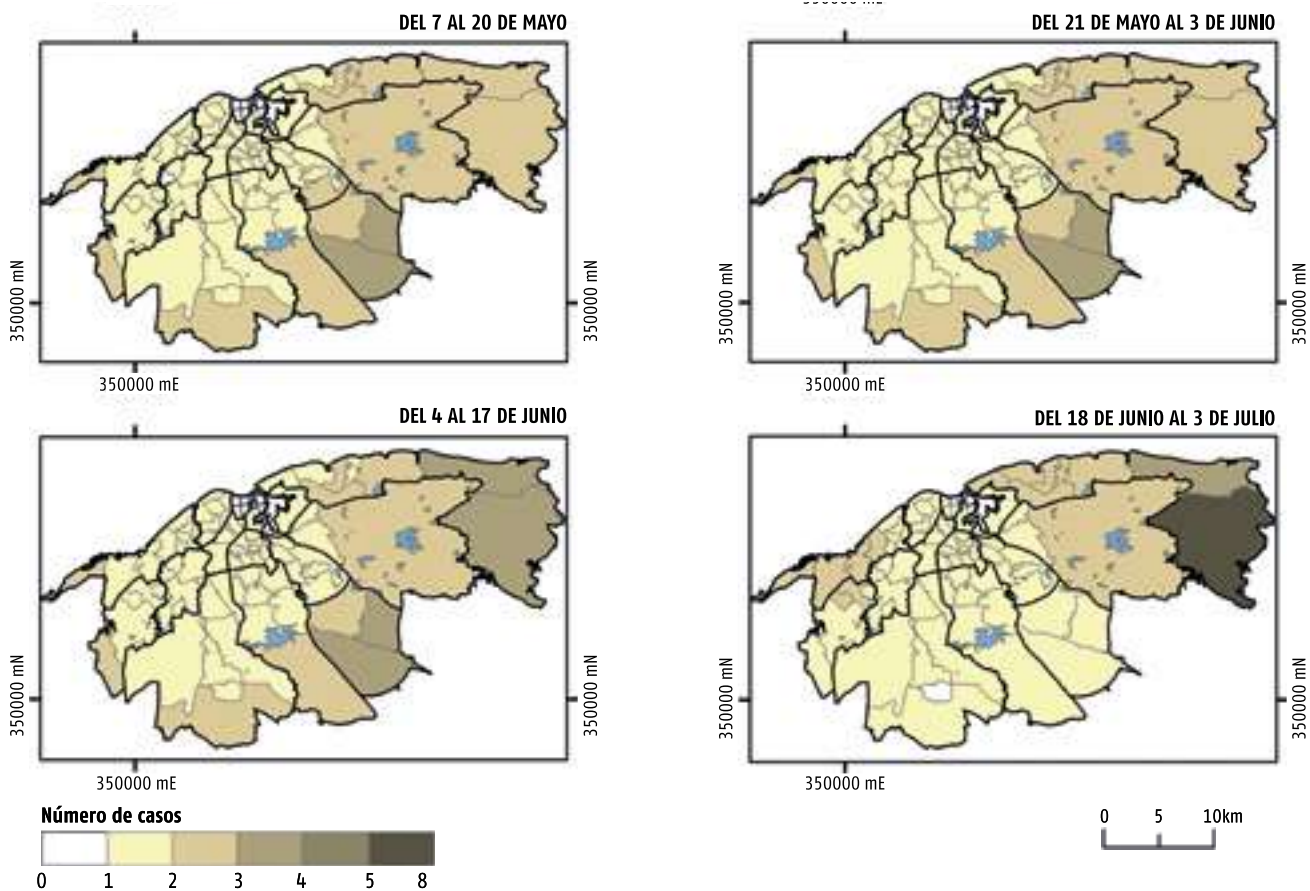 DEL 7 AL 20 DE MAYO
350000 mN
350000 mN
350000 mE
DEL 21 DE MAYO AL 3 DE JUNIO
350000 mN
350000 mN
350000 mE
DEL 4 AL 17 DE JUNIO
350000 mN
350000 mN
350000 mE
DEL 18 DE JUNIO AL 3 DE JULIO
350000 mN
350000 mN
350000 mE
Número de casos
0 1 2 3 4 5 8
0 5 10km